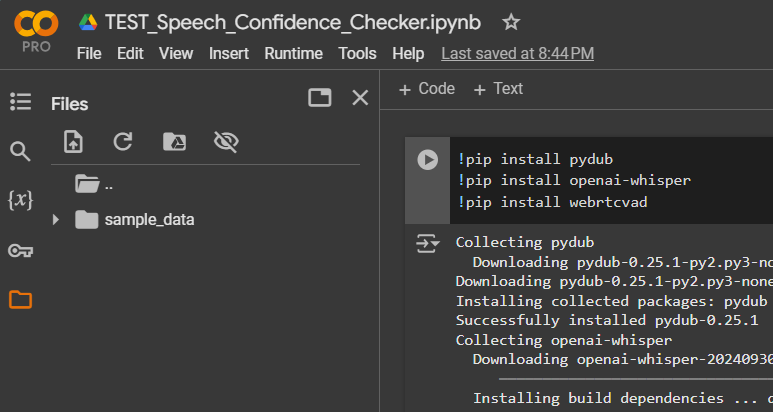 CO
PRO
TEST_Speech_Confidence_Checker.ipynb
File Edit View Insert Runtime Tools Help Last saved at 8:44 PM
Files
..
sample_data
{x}
+ Code + Text
!pip install pydub
!pip install openai-whisper
!pip install webrtcvad
Collecting pydub
Downloading pydub-0.25.1-py2.py3-no
Downloading pydub-0.25.1-py2.py3-none
Installing collected packages: pydub
Successfully installed pydub-0.25.1
Collecting openai-whisper
Downloading openai-whisper-20240930
Installing build dependencies ...